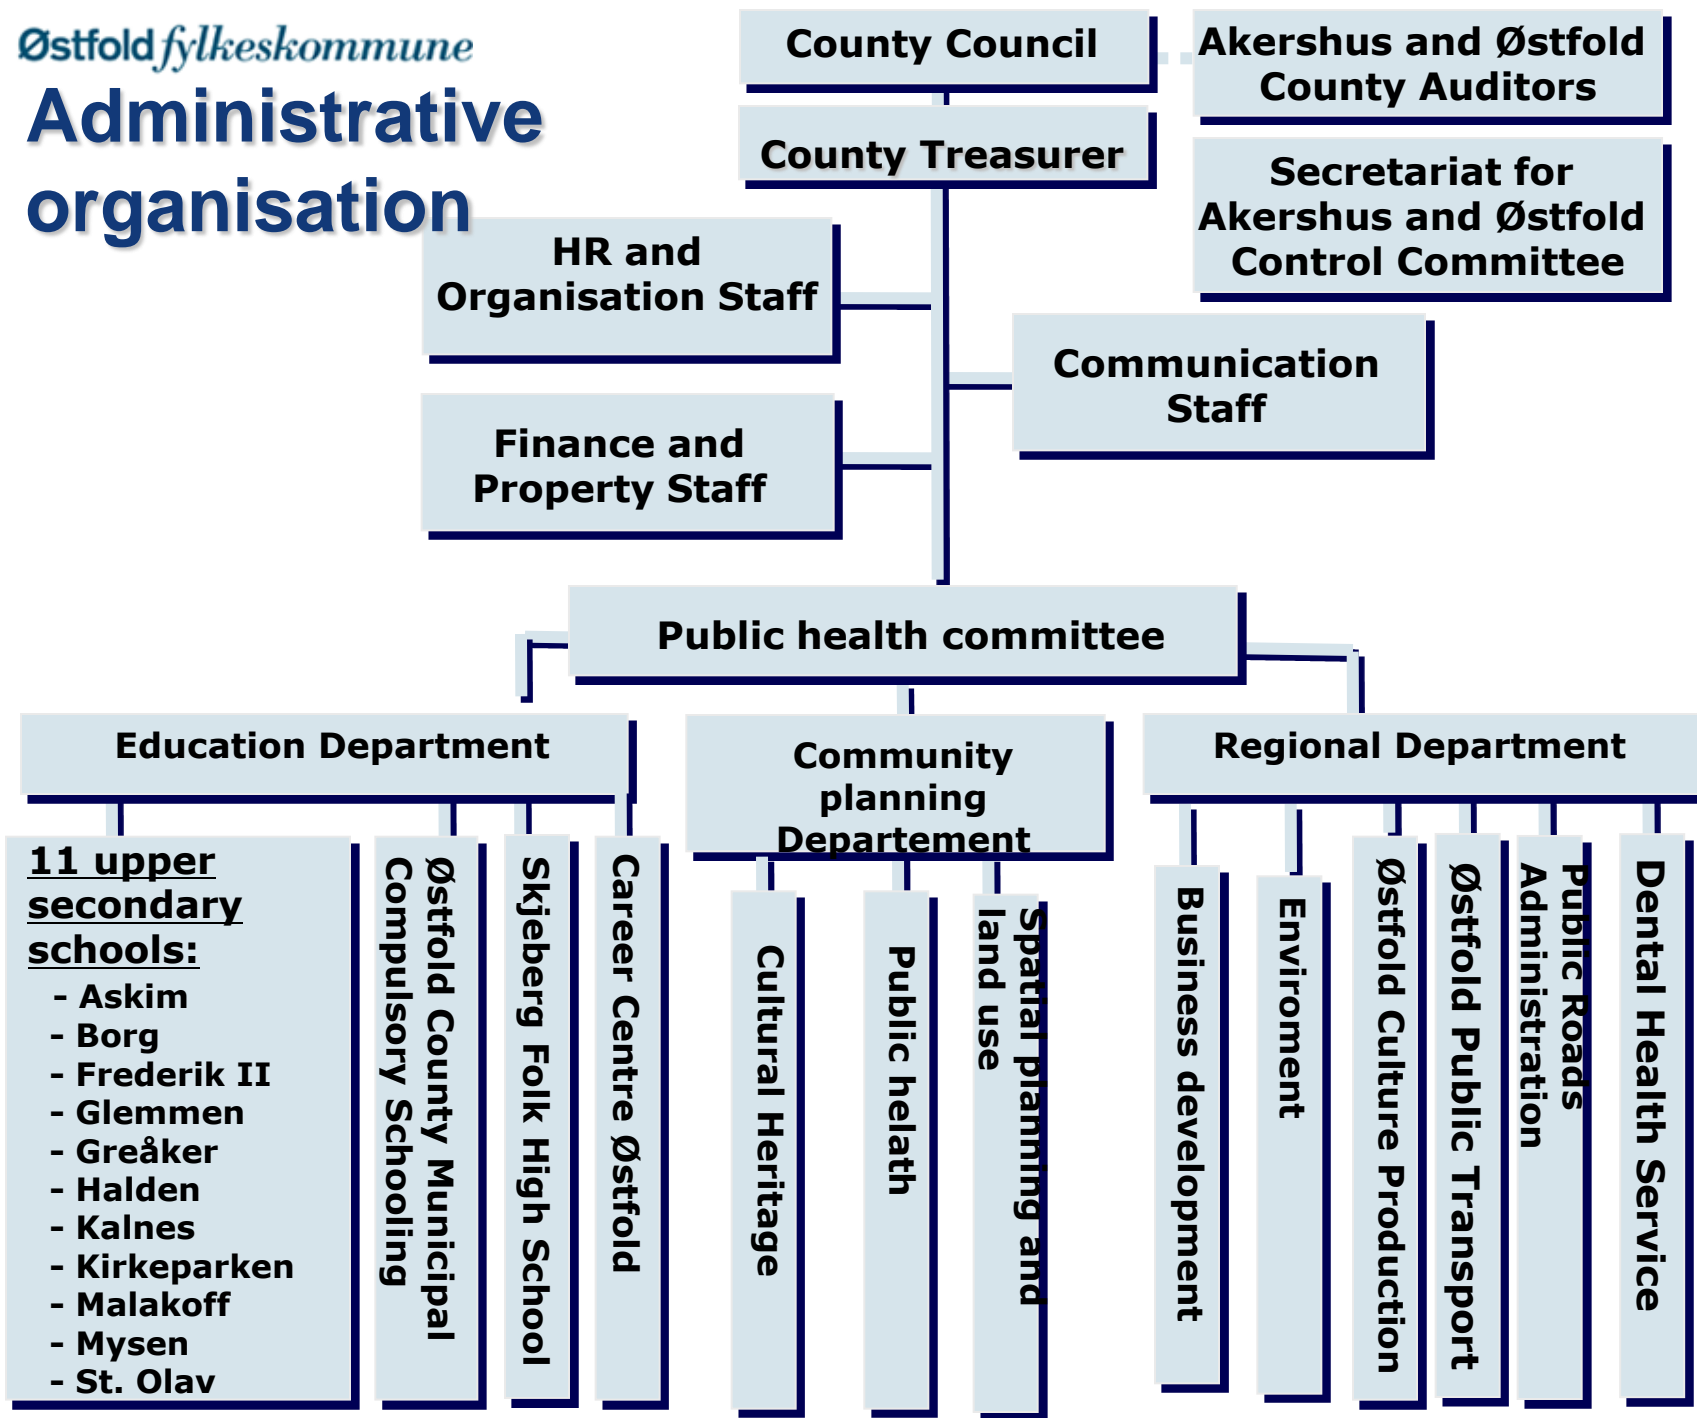 Østfold fylkeskommune
Administrative
organisation
County Council
Akershus and Østfold
County Auditors
County Treasurer
Secretariat for
Akershus and Østfold
Control Committee
HR and
Organisation Staff
Communication
Staff
Finance and
Property Staff
Public health committee
Education Department
Community
planning
Departement
Regional Department
11 upper
secondary
schools:
- Askim
- Borg
- Frederik II
- Glemmen
- Greåker
- Halden
- Kalnes
- Kirkeparken
- Malakoff
- Mysen
- St. Olav
Østfold County Municipal
Compulsory Schooling
Skjeberg Folk High School
Career Centre Østfold
Cultural Heritage
Public helath
Spatial planning and
land use
Business development
Enviroment
Østfold Culture Production
Østfold Public Transport
Public Roads
Administration
Dental Health Service